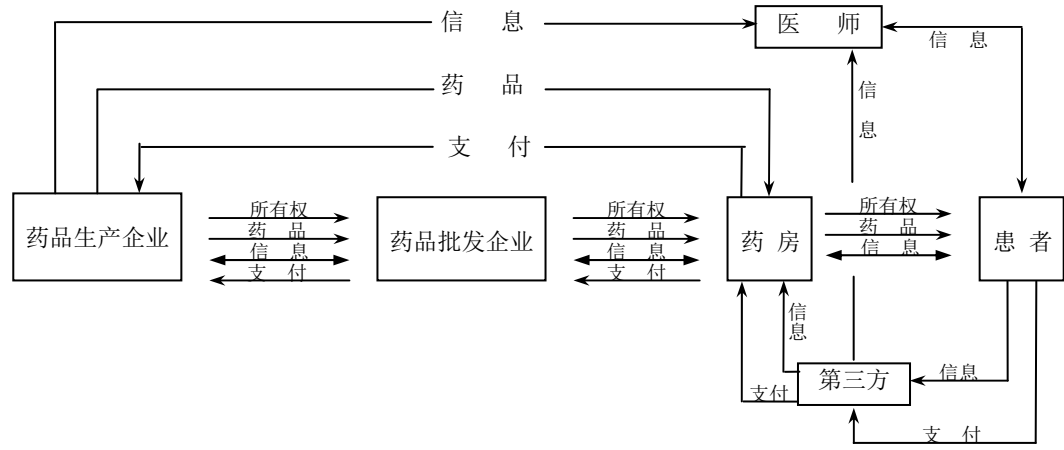 信 息
医 师
信 息
药 品
信
息
支 付
药品生产企业
所有权
药 品
信 息
支 付
药品批发企业
所有权
药 品
信 息
支 付
药 房
所有权
药 品
信 息
患 者
信
息
第三方
信息
支付
支 付